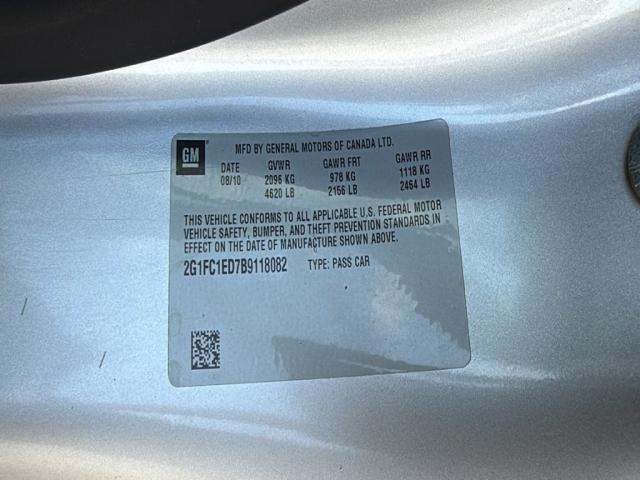 GM
MFD BY GENERAL MOTORS OF CANADA LTD.
DATE GVWR GAWR FRT GAWR RR
08/10 2096 KG 978 KG 1118 KG
4620 LB 2156 LB 2464 LB
THIS VEHICLE CONFORMS TO ALL APPLICABLE U.S. FEDERAL MOTOR
VEHICLE SAFETY, BUMPER, AND THEFT PREVENTION STANDARDS IN
EFFECT ON THE DATE OF MANUFACTURE SHOWN ABOVE.
2G1FC1ED7B9118082 TYPE: PASS CAR